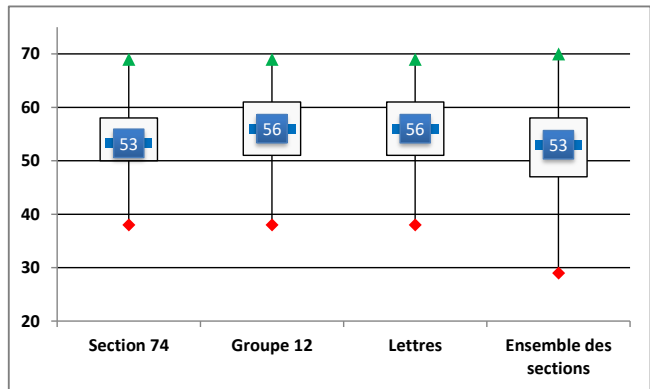 70
60
50
40
30
20
53
56
56
53
Section 74
Groupe 12
Lettres
Ensemble des
sections